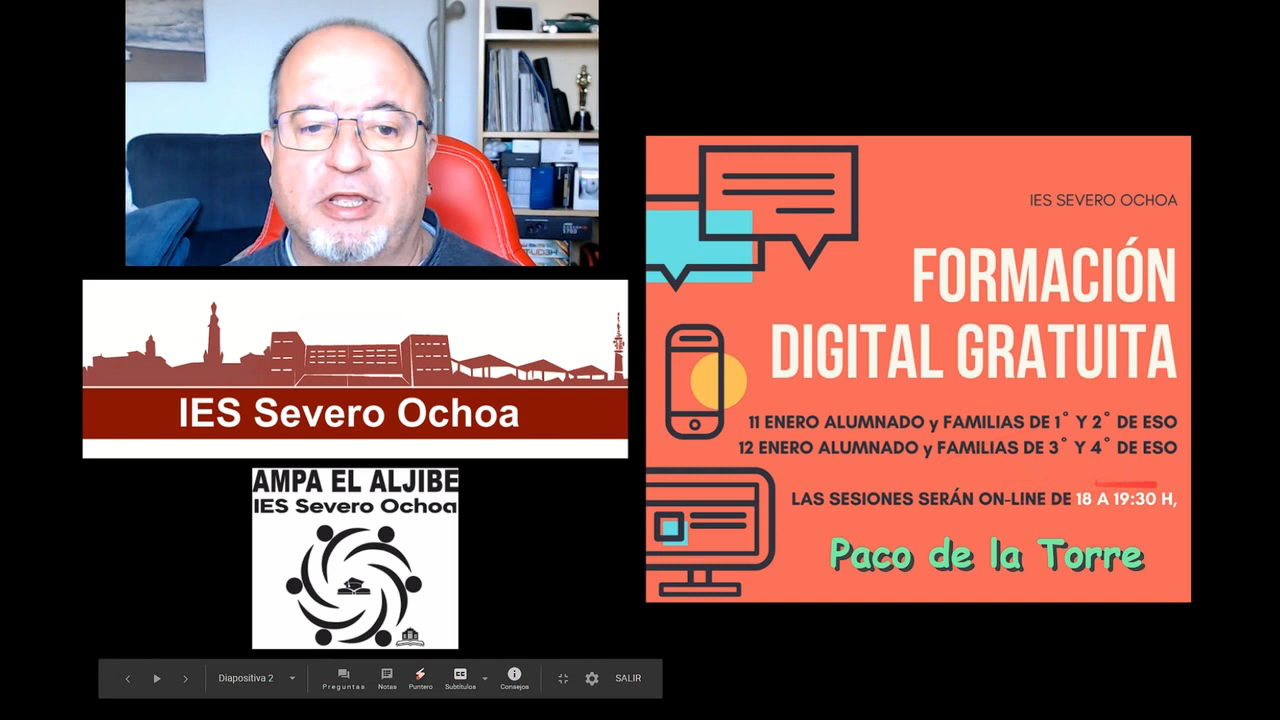 IES Severo Ochoa
AMPA EL ALJIBE
IES Severo Ochoa
IES SEVERO OCHOA
FORMACIÓN
DIGITAL GRATUITA
11 ENERO ALUMNADO y FAMILIAS DE 1° Y 2° DE ESO
12 ENERO ALUMNADO y FAMILIAS DE 3° Y 4° DE ESO
LAS SESIONES SERÁN ON-LINE DE 18 A 19:30 H,
Paco de la Torre
Diapositiva 2
Preguntas
Notas
Puntero
Subtítulos
Consejos
SALIR